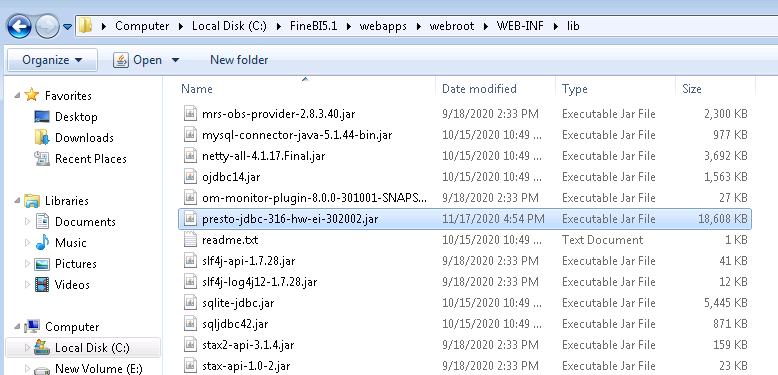 Computer ▸ Local Disk (C:) ▸ FineBI5.1 ▸ webapps ▸ webroot ▸ WEB-INF ▸ lib
Organize Open New folder
Name Date modified Type Size
Favorites
Desktop
Downloads
Recent Places
Libraries
Documents
Music
Pictures
Videos
Computer
Local Disk (C:)
New Volume (E:)
mrs-obs-provider-2.8.3.40.jar 9/18/2020 2:33 PM Executable Jar File 2,300 KB
mysql-connector-java-5.1.44-bin.jar 10/15/2020 10:49 ... Executable Jar File 977 KB
netty-all-4.1.17.Final.jar 9/18/2020 2:33 PM Executable Jar File 3,692 KB
ojdbc14.jar 10/15/2020 10:49 ... Executable Jar File 1,563 KB
om-monitor-plugin-8.0.0-301001-SNAPS... 9/18/2020 2:33 PM Executable Jar File 27 KB
presto-jdbc-316-hw-ei-302002.jar 11/17/2020 4:54 PM Executable Jar File 18,608 KB
readme.txt 10/15/2020 10:49 ... Text Document 1 KB
slf4j-api-1.7.28.jar 9/18/2020 2:33 PM Executable Jar File 41 KB
slf4j-log4j12-1.7.28.jar 9/18/2020 2:33 PM Executable Jar File 12 KB
sqlite-jdbc.jar 10/15/2020 10:49 ... Executable Jar File 5,445 KB
sqljdbc42.jar 10/15/2020 10:49 ... Executable Jar File 871 KB
stax2-api-3.1.4.jar 9/18/2020 2:33 PM Executable Jar File 159 KB
stax-api-1.0-2.jar 9/18/2020 2:33 PM Executable Jar File 23 KB